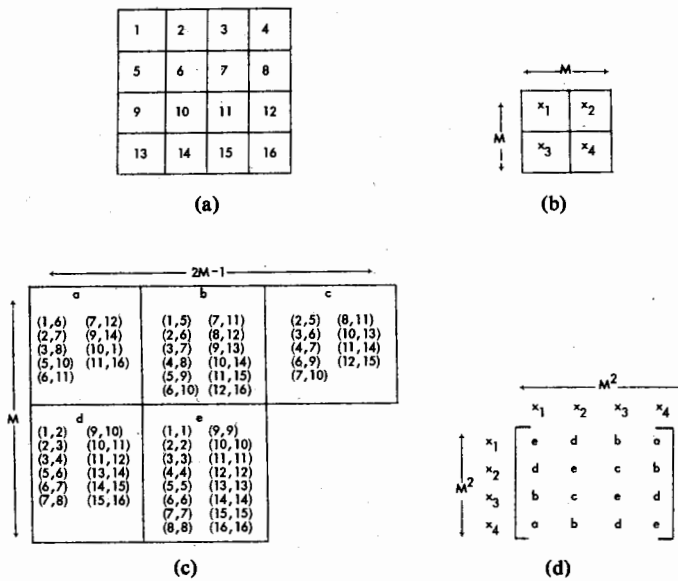 1 2 3 4
5 6 7 8
9 10 11 12
13 14 15 16
(a)
M
M
x1 x2
x3 x4
(b)
2M-1
M
a b c
(1,6) (7,12) (1,5) (7,11) (2,5) (8,11)
(2,7) (9,14) (2,6) (8,12) (3,6) (10,13)
(3,8) (10,1) (3,7) (9,13) (4,7) (11,14)
(5,10) (11,16) (4,8) (10,14) (6,9) (12,15)
(6,11) (5,9) (11,15) (7,10)
(6,10) (12,16)
d e
(1,2) (9,10) (1,1) (9,9)
(2,3) (10,11) (2,2) (10,10)
(3,4) (11,12) (3,3) (11,11)
(5,6) (13,14) (4,4) (12,12)
(6,7) (14,15) (5,5) (13,13)
(7,8) (15,16) (6,6) (14,14)
(7,7) (15,15)
(8,8) (16,16)
(c)
M²
x1 x2 x3 x4
M²
x1 e d b a
x2 d e c b
x3 b c e d
x4 a b d e
(d)